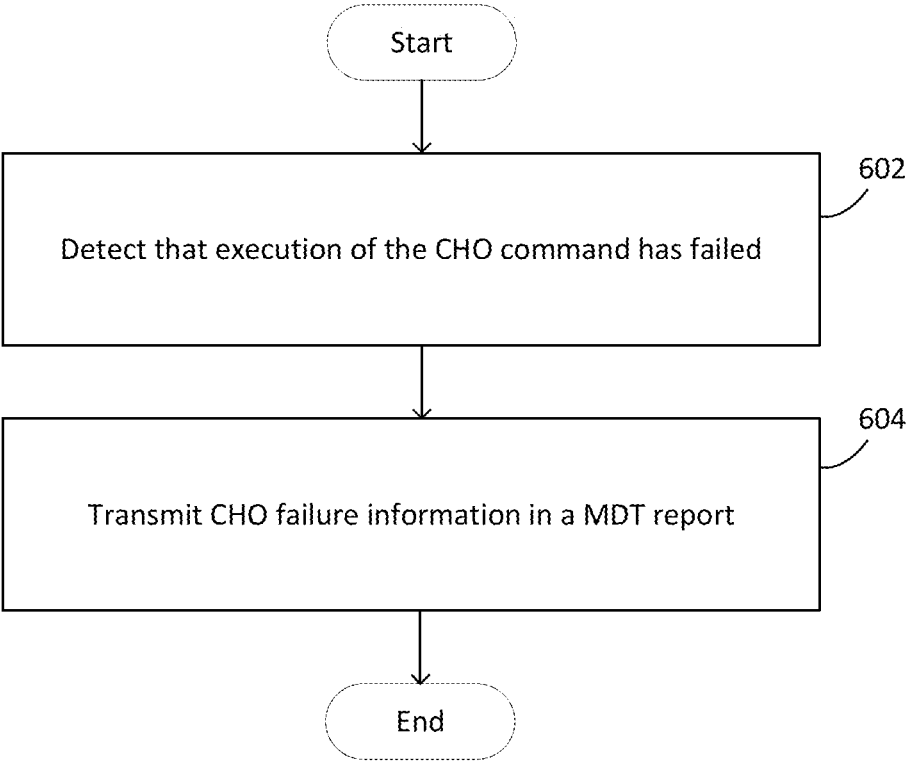 Start
602
Detect that execution of the CHO command has failed
604
Transmit CHO failure information in a MDT report
End